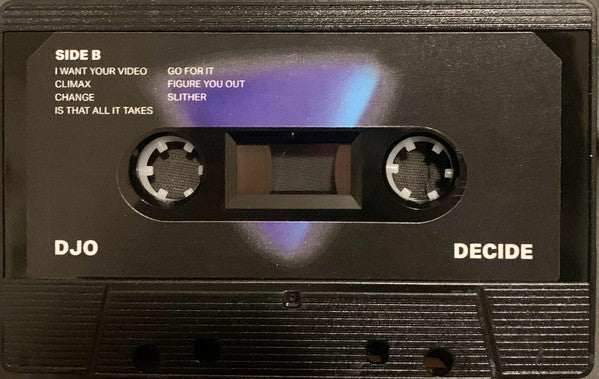 SIDE B
I WANT YOUR VIDEO
CLIMAX
CHANGE
IS THAT ALL IT TAKES
GO FOR IT
FIGURE YOU OUT
SLITHER
DJO
DECIDE